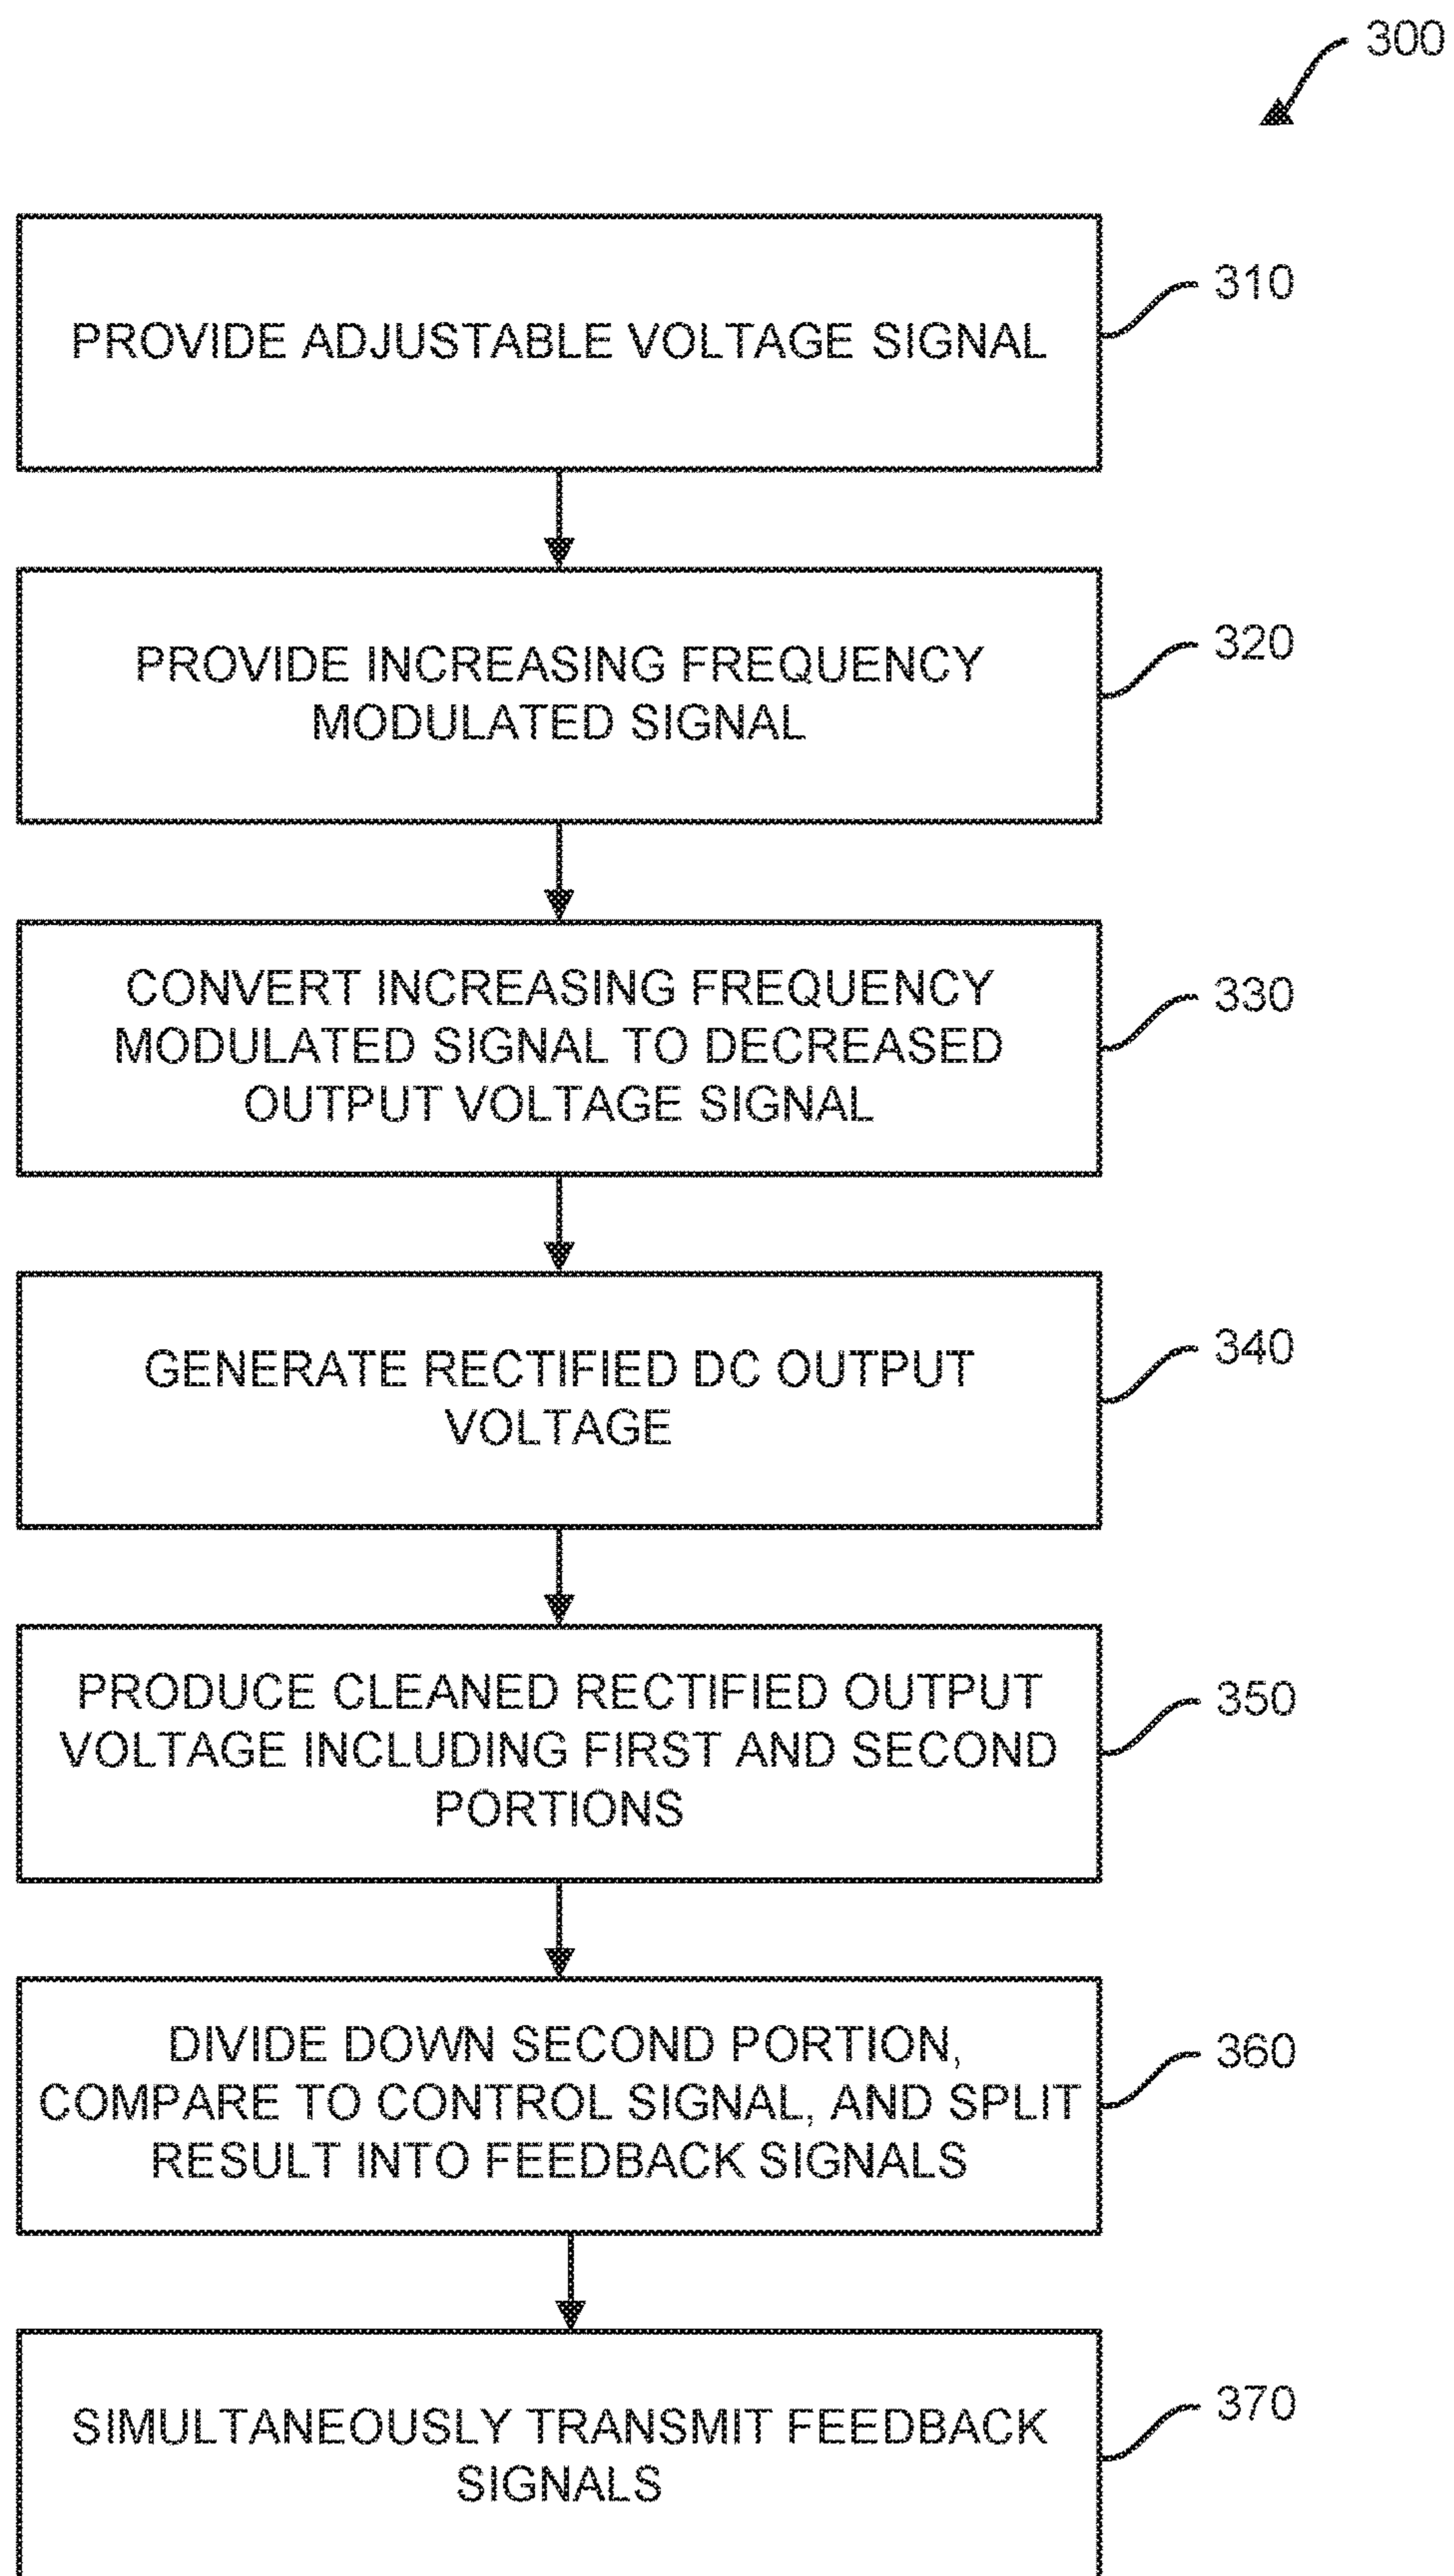 300
PROVIDE ADJUSTABLE VOLTAGE SIGNAL
310
PROVIDE INCREASING FREQUENCY
MODULATED SIGNAL
320
CONVERT INCREASING FREQUENCY
MODULATED SIGNAL TO DECREASED
OUTPUT VOLTAGE SIGNAL
330
GENERATE RECTIFIED DC OUTPUT
VOLTAGE
340
PRODUCE CLEANED RECTIFIED OUTPUT
VOLTAGE INCLUDING FIRST AND SECOND
PORTIONS
350
DIVIDE DOWN SECOND PORTION,
COMPARE TO CONTROL SIGNAL, AND SPLIT
RESULT INTO FEEDBACK SIGNALS
360
SIMULTANEOUSLY TRANSMIT FEEDBACK
SIGNALS
370